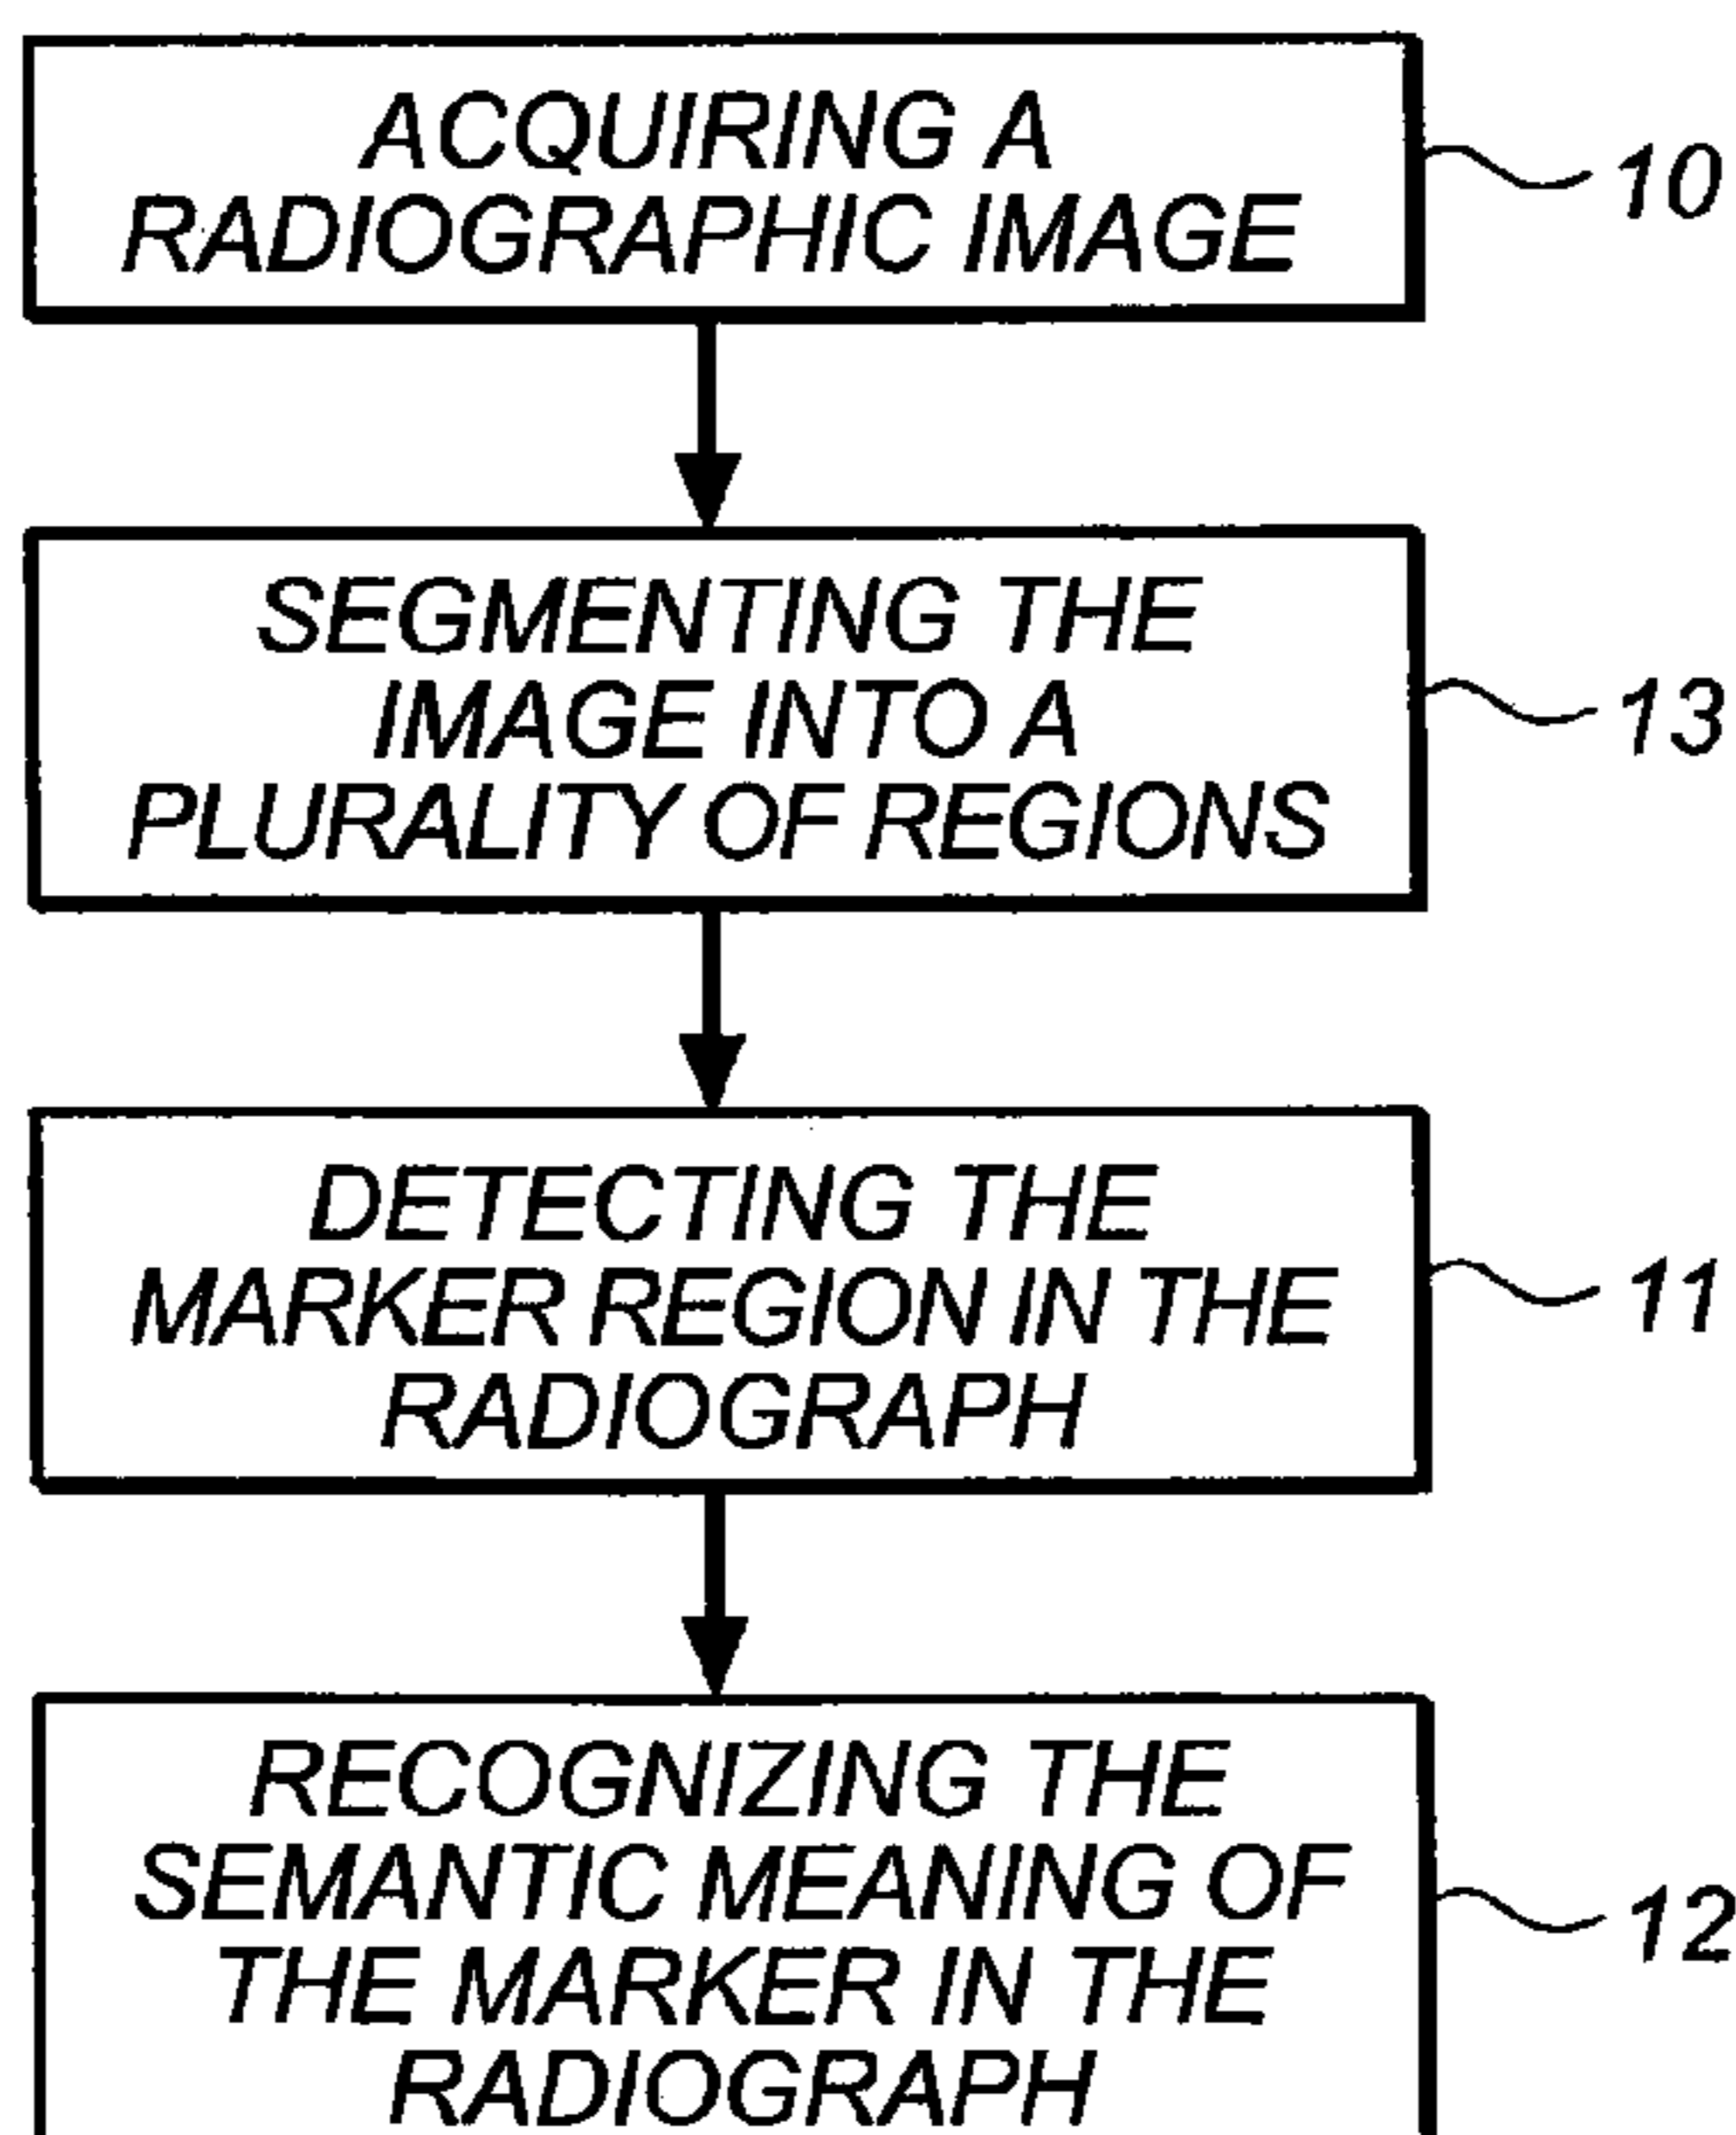 ACQUIRING A
RADIOGRAPHIC IMAGE
10
SEGMENTING THE
IMAGE INTO A
PLURALITY OF REGIONS
13
DETECTING THE
MARKER REGION IN THE
RADIOGRAPH
11
RECOGNIZING THE
SEMANTIC MEANING OF
THE MARKER IN THE
RADIOGRAPH
12